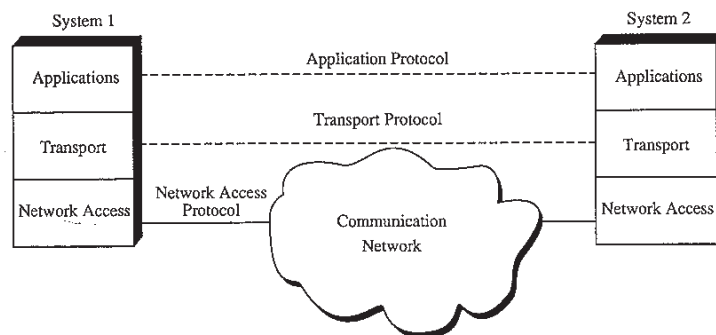 System 1
System 2
Application Protocol
Applications
Applications
Transport Protocol
Transport
Transport
Network Access
Protocol
Network Access
Network Access
Communication
Network